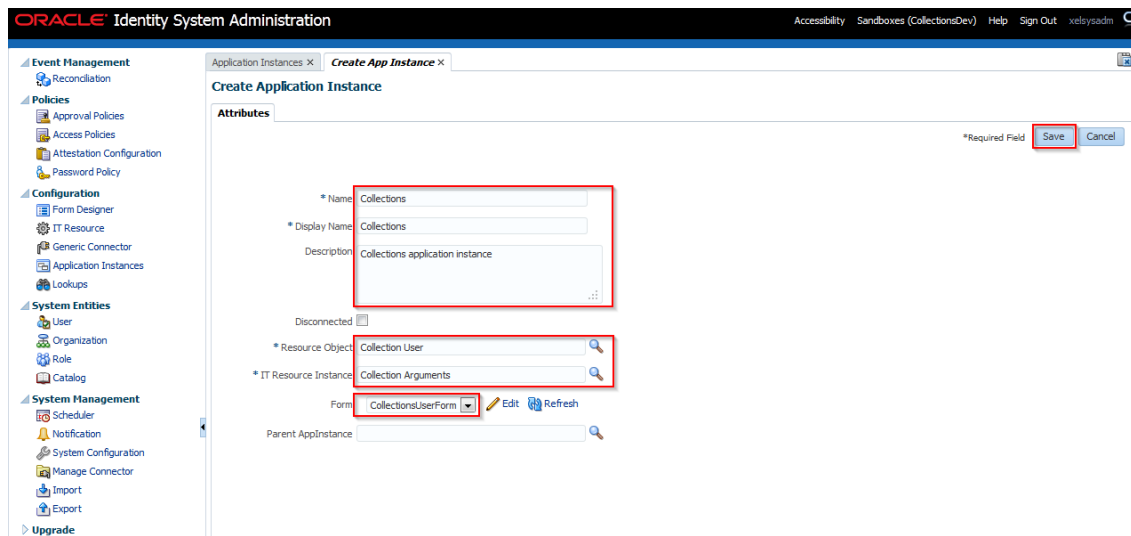 ORACLE Identity System Administration
Accessibility Sandboxes (CollectionsDev) Help Sign Out xelsysadm
Event Management
Reconciliation
Policies
Approval Policies
Access Policies
Attestation Configuration
Password Policy
Configuration
Form Designer
IT Resource
Generic Connector
Application Instances
Lookups
System Entities
User
Organization
Role
Catalog
System Management
Scheduler
Notification
System Configuration
Manage Connector
Import
Export
Upgrade
Application Instances Create App Instance
Create Application Instance
Attributes
*Required Field Save Cancel
* Name Collections
* Display Name Collections
Description Collections application instance
Disconnected
* Resource Object Collection User
* IT Resource Instance Collection Arguments
Form CollectionsUserForm Edit Refresh
Parent AppInstance